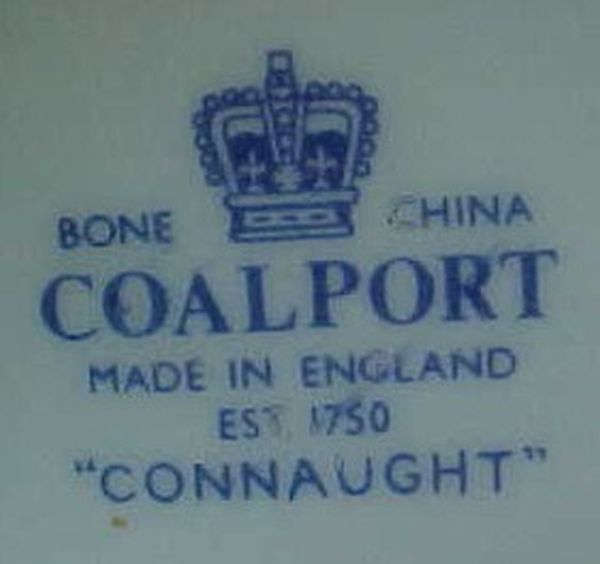 BONE CHINA
COALPORT
MADE IN ENGLAND
EST. 1750
"CONNAUGHT"